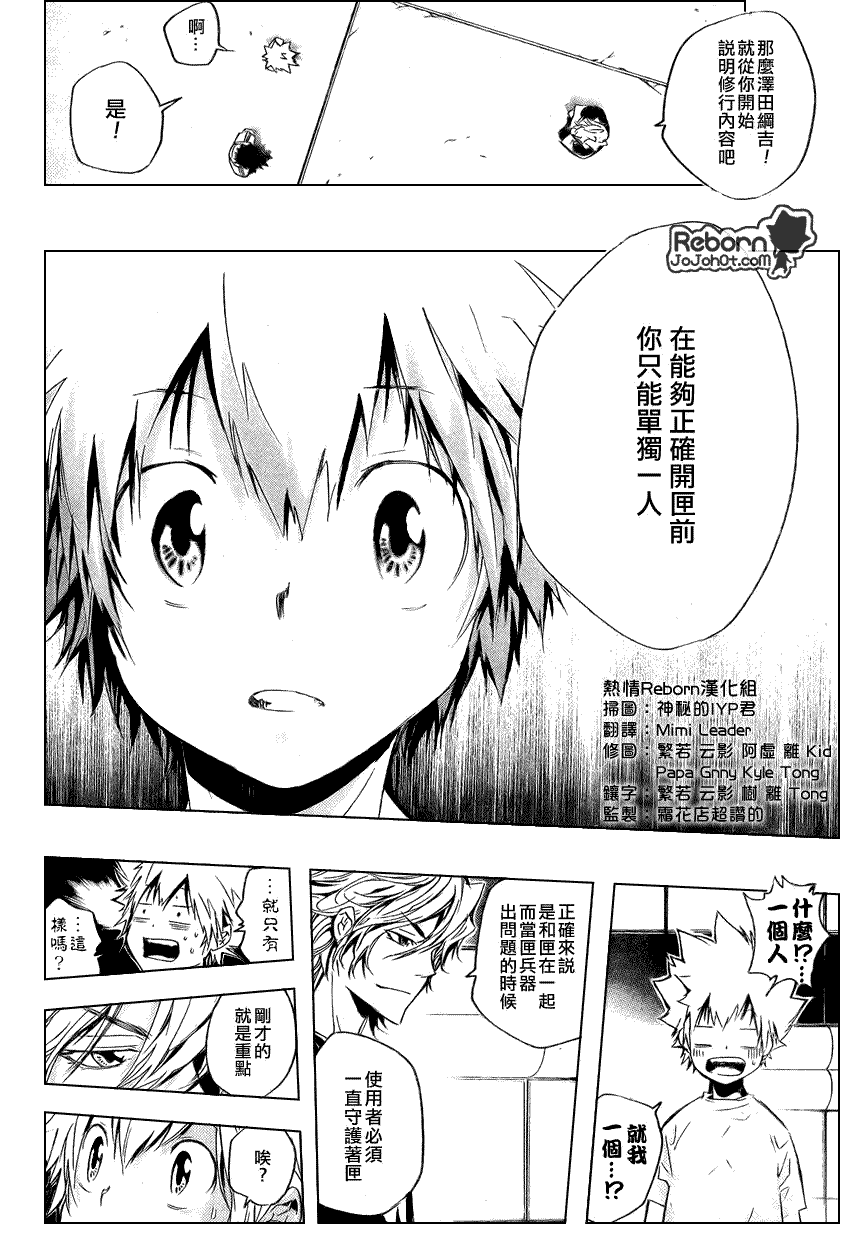 那麼澤田綱吉！
就從你開始
説明修行內容吧
啊
…
是！
Reborn
JoJoHOt.coM
在能夠正確開匣前
你只能單獨一人
熱情Reborn漢化組
掃圖：神秘的IYP君
翻譯：Mimi Leader
修圖：繁若 云影 阿虛 離 Kid
Papa Gnny Kyle Tong
鑲字：繁若 云影 樹 離 Tong
監製：霜花店超讚的
什麼!?…
一個人
就我
一個…!?
正確來說
是和匣在一起
而當匣兵器
出問題的時候
使用者必須
一直守護著匣
…就只有
…這
樣嗎？
剛才的
就是重點
唉？